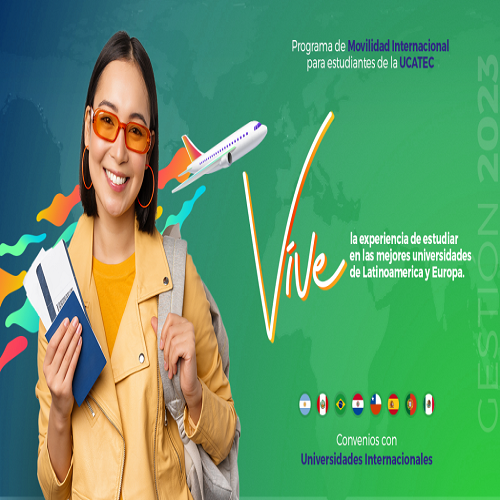 Programa de Movilidad Internacional
para estudiantes de la UCATEC
GESTIÓN 2023
Vive
la experiencia de estudiar
en las mejores universidades
de Latinoamerica y Europa.
Convenios con
Universidades Internacionales